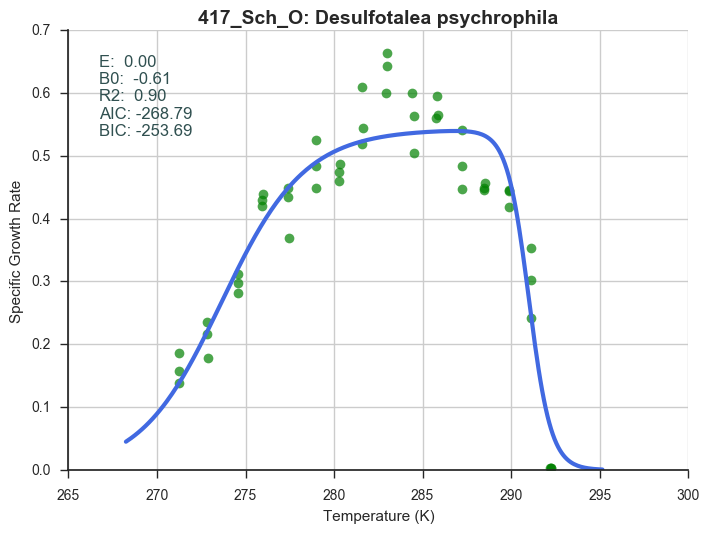 417_Sch_O: Desulfotalea psychrophila
E:  0.00
B0:  -0.61
R2:  0.90
AIC: -268.79
BIC: -253.69
0.7
0.6
0.5
0.4
0.3
0.2
0.1
0.0
Specific Growth Rate
265 270 275 280 285 290 295 300
Temperature (K)